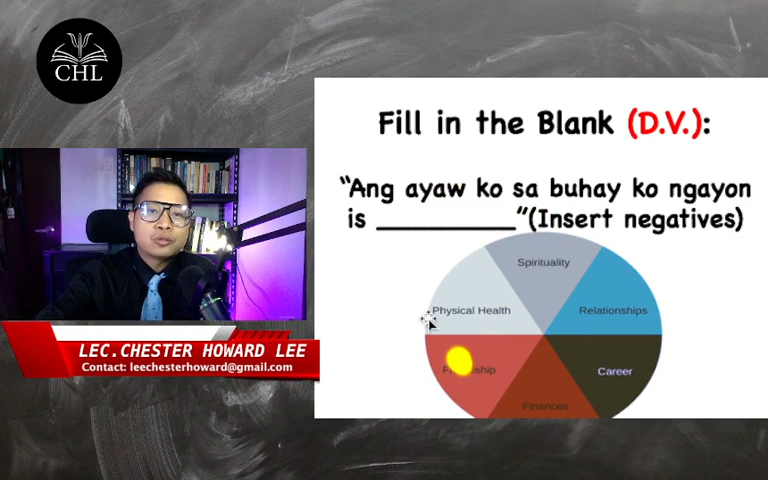 CHL
Fill in the Blank (D.V.):
"Ang ayaw ko sa buhay ko ngayon
is __________"(Insert negatives)
Spirituality
Physical Health
Relationships
Career
Finances
LEC.CHESTER HOWARD LEE
Contact: leechesterhoward@gmail.com